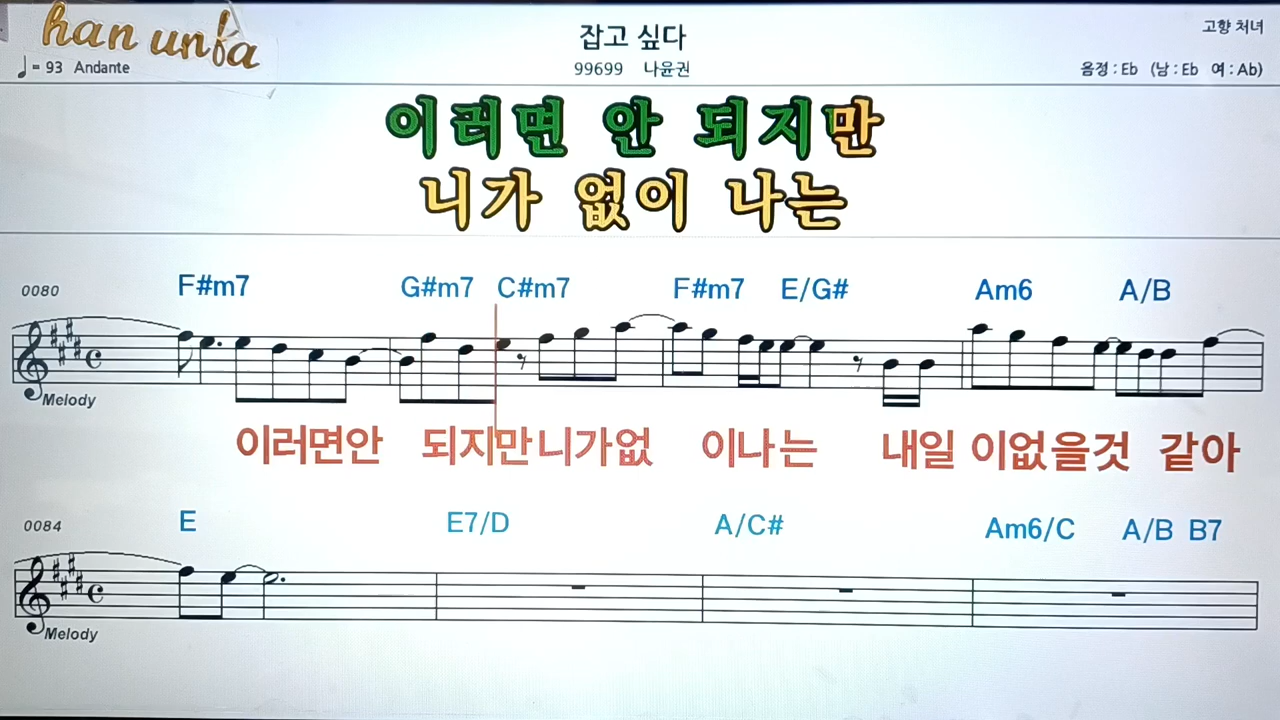 han unfa
♩= 93 Andante
잡고 싶다
99699 나윤권
고향 처녀
음정 : Eb (남 : Eb 여 : Ab)
이러면 안 되지만
니가 없이 나는
0080 F#m7 G#m7 C#m7 F#m7 E/G# Am6 A/B
Melody
이러면안 되지만니가없 이나는 내일 이없을것 같아
0084 E E7/D A/C# Am6/C A/B B7
Melody